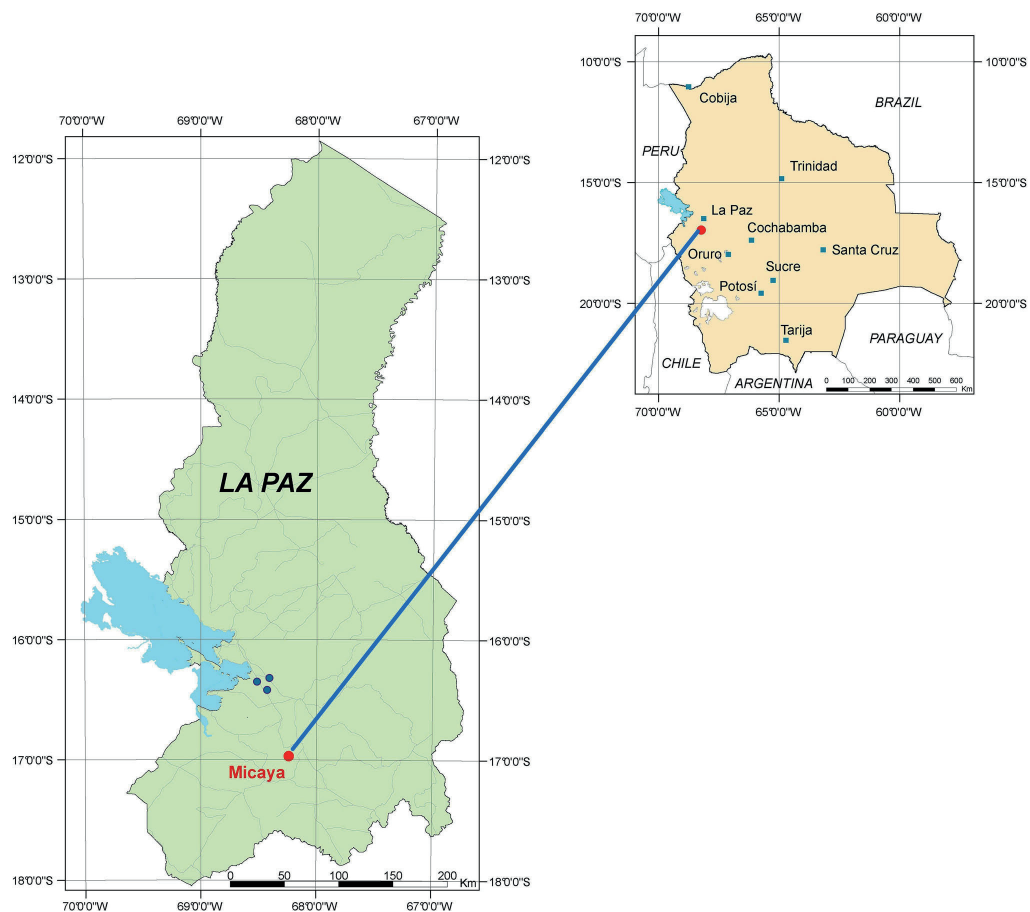 70°0'0"W 69°0'0"W 68°0'0"W 67°0'0"W
12°0'0"S 12°0'0"S
13°0'0"S 13°0'0"S
14°0'0"S 14°0'0"S
LA PAZ
15°0'0"S 15°0'0"S
16°0'0"S 16°0'0"S
17°0'0"S 17°0'0"S
Micaya
0 50 100 150 200
Km
18°0'0"S 18°0'0"S
70°0'0"W 69°0'0"W 68°0'0"W 67°0'0"W
70°0'0"W 65°0'0"W 60°0'0"W
10°0'0"S 10°0'0"S
Cobija
BRAZIL
PERU
Trinidad
15°0'0"S 15°0'0"S
La Paz
Cochabamba
Oruro
Santa Cruz
Sucre
Potosí
20°0'0"S 20°0'0"S
Tarija
PARAGUAY
CHILE
ARGENTINA
0 100 200 300 400 500 600
Km
70°0'0"W 65°0'0"W 60°0'0"W